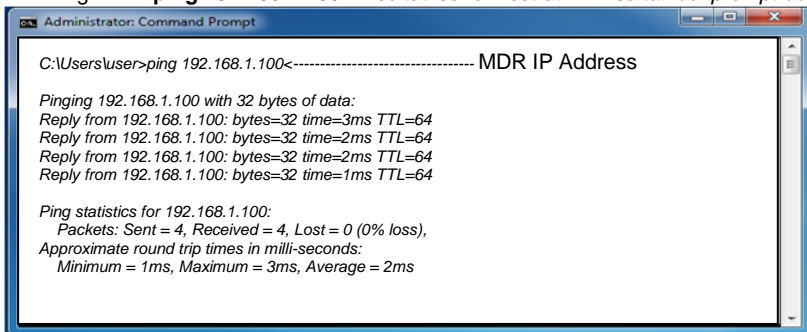 Administrator: Command Prompt
C:\Users\user>ping 192.168.1.100<---------------------------------- MDR IP Address
Pinging 192.168.1.100 with 32 bytes of data:
Reply from 192.168.1.100: bytes=32 time=3ms TTL=64
Reply from 192.168.1.100: bytes=32 time=2ms TTL=64
Reply from 192.168.1.100: bytes=32 time=2ms TTL=64
Reply from 192.168.1.100: bytes=32 time=1ms TTL=64
Ping statistics for 192.168.1.100:
Packets: Sent = 4, Received = 4, Lost = 0 (0% loss),
Approximate round trip times in milli-seconds:
Minimum = 1ms, Maximum = 3ms, Average = 2ms